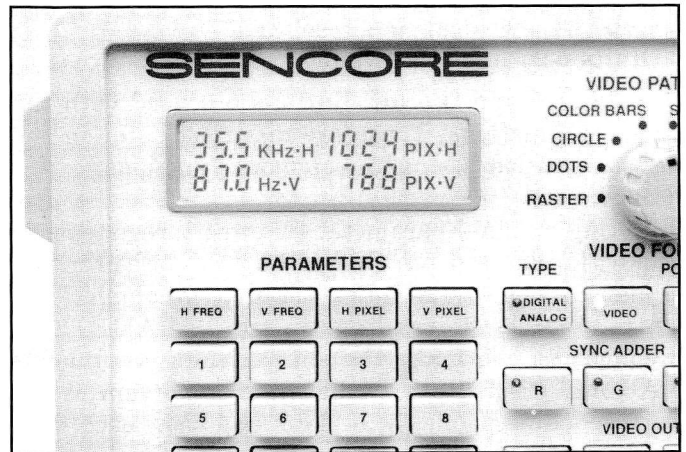 SENCORE
35.5 KHz·H 1024 PIX·H
87.0 Hz·V 768 PIX·V
VIDEO PAT
COLOR BARS S
CIRCLE
DOTS
RASTER
PARAMETERS
H FREQ V FREQ H PIXEL V PIXEL
1 2 3 4
5 6 7 8
VIDEO FO
TYPE PO
DIGITAL
ANALOG
VIDEO
SYNC ADDER
R G
VIDEO OUT